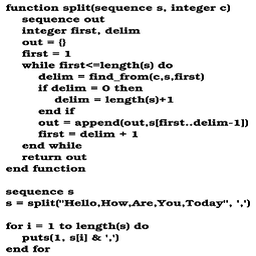 function split(sequence s, integer c)
sequence out
integer first, delim
out = {}
first = 1
while first<=length(s) do
delim = find_from(c,s,first)
if delim = 0 then
delim = length(s)+1
end if
out = append(out,s[first..delim-1])
first = delim + 1
end while
return out
end function

sequence s
s = split("Hello,How,Are,You,Today", ',')

for i = 1 to length(s) do
puts(1, s[i] & ',')
end for